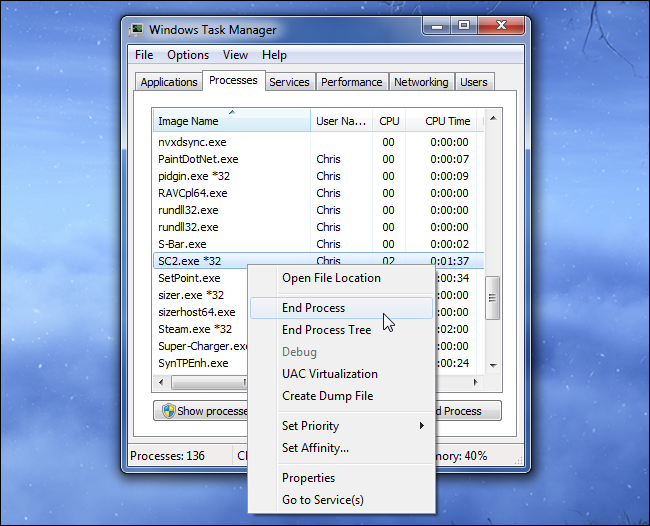 Windows Task Manager
File Options View Help
Applications Processes Services Performance Networking Users
Image Name User Na... CPU CPU Time
nvxdsync.exe 00 0:00:00
PaintDotNet.exe Chris 00 0:00:07
pidgin.exe *32 Chris 00 0:00:09
RAVCpl64.exe Chris 00 0:00:00
rundll32.exe Chris 00 0:00:00
rundll32.exe Chris 00 0:00:00
S-Bar.exe Chris 00 0:00:02
SC2.exe *32 Chris 02 0:01:37
SetPoint.exe 00:34
sizer.exe *32 00:00
sizerhost64.exe 00:00
Steam.exe *32 02:00
Super-Charger.exe 00:00
SynTPEnh.exe 00:24
Open File Location
End Process
End Process Tree
Debug
UAC Virtualization
Create Dump File
Set Priority
Set Affinity...
Properties
Go to Service(s)
Show processe d Process
Processes: 136 mory: 40%